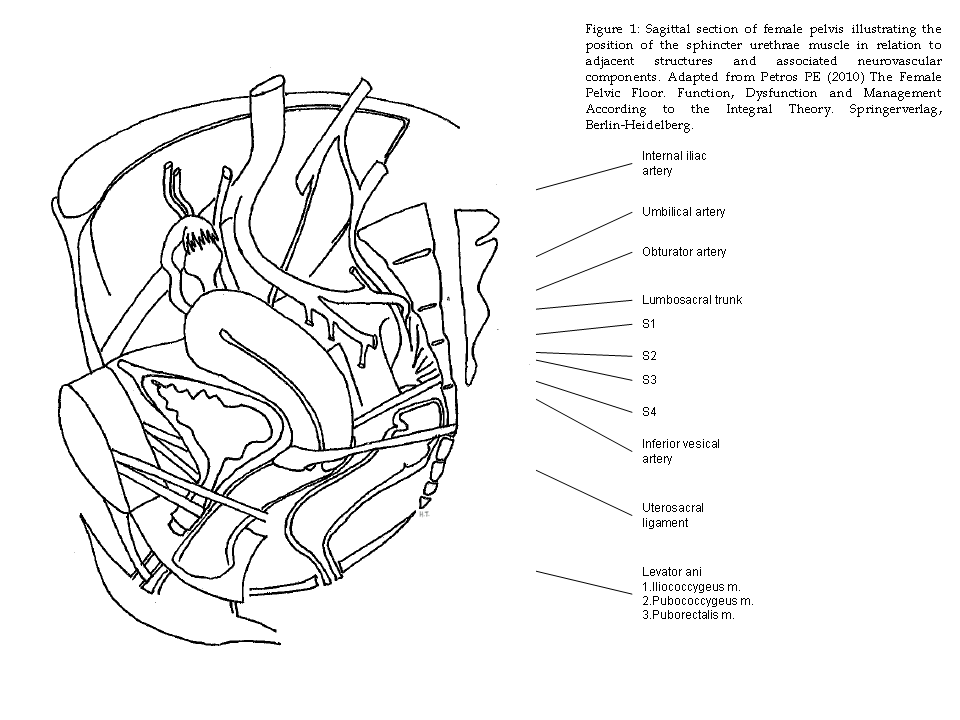 Figure 1: Sagittal section of female pelvis illustrating the
position of the sphincter urethrae muscle in relation to
adjacent structures and associated neurovascular
components. Adapted from Petros PE (2010) The Female
Pelvic Floor. Function, Dysfunction and Management
According to the Integral Theory. Springerverlag,
Berlin-Heidelberg.
Internal iliac
artery
Umbilical artery
Obturator artery
Lumbosacral trunk
S1
S2
S3
S4
Inferior vesical
artery
Uterosacral
ligament
Levator ani
1.Iliococcygeus m.
2.Pubococcygeus m.
3.Puborectalis m.
H.T.